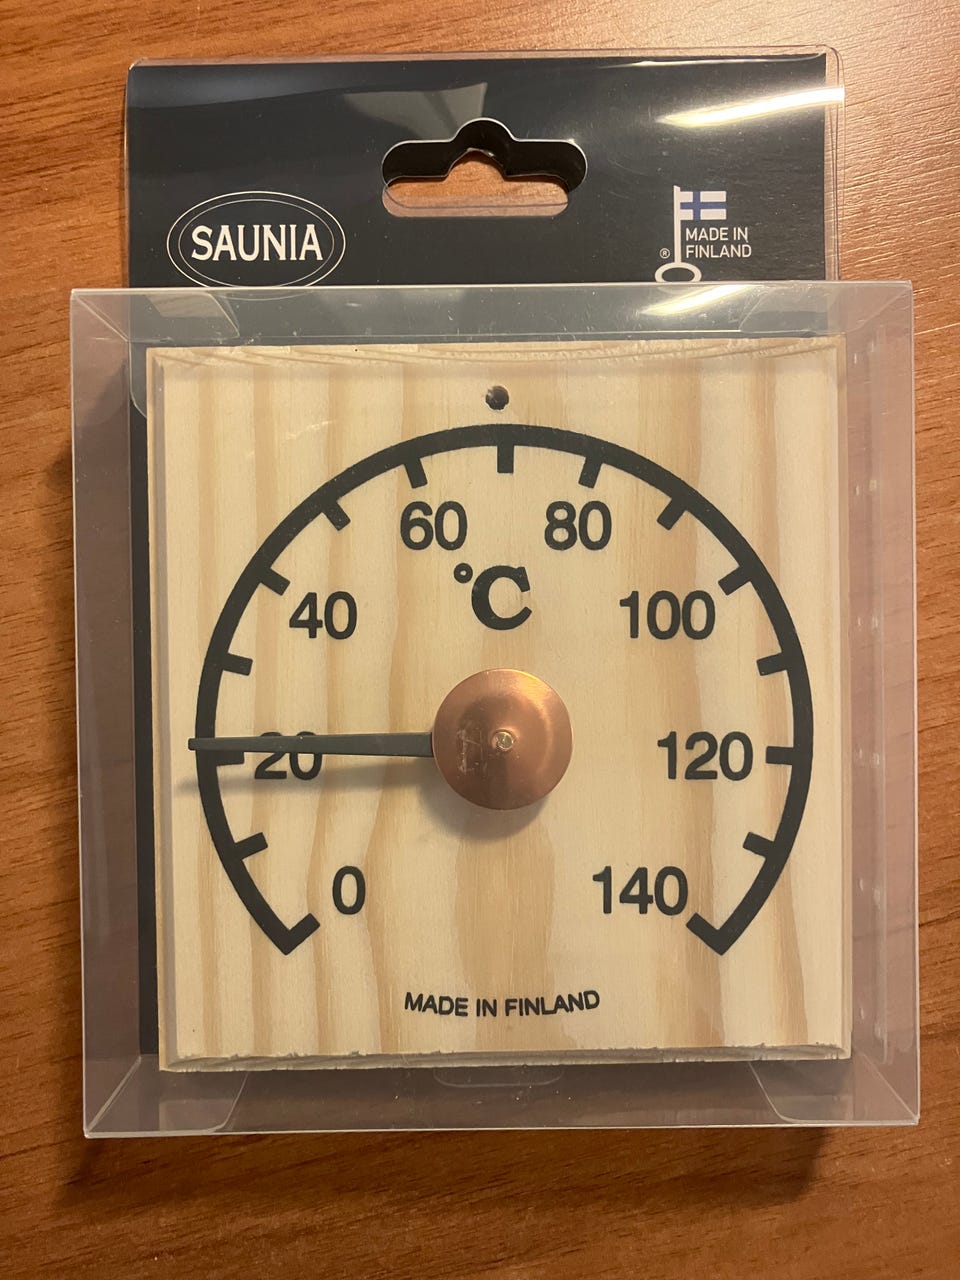 SAUNIA
® MADE IN
FINLAND
60 80
°C
40 100
20 120
0 140
MADE IN FINLAND